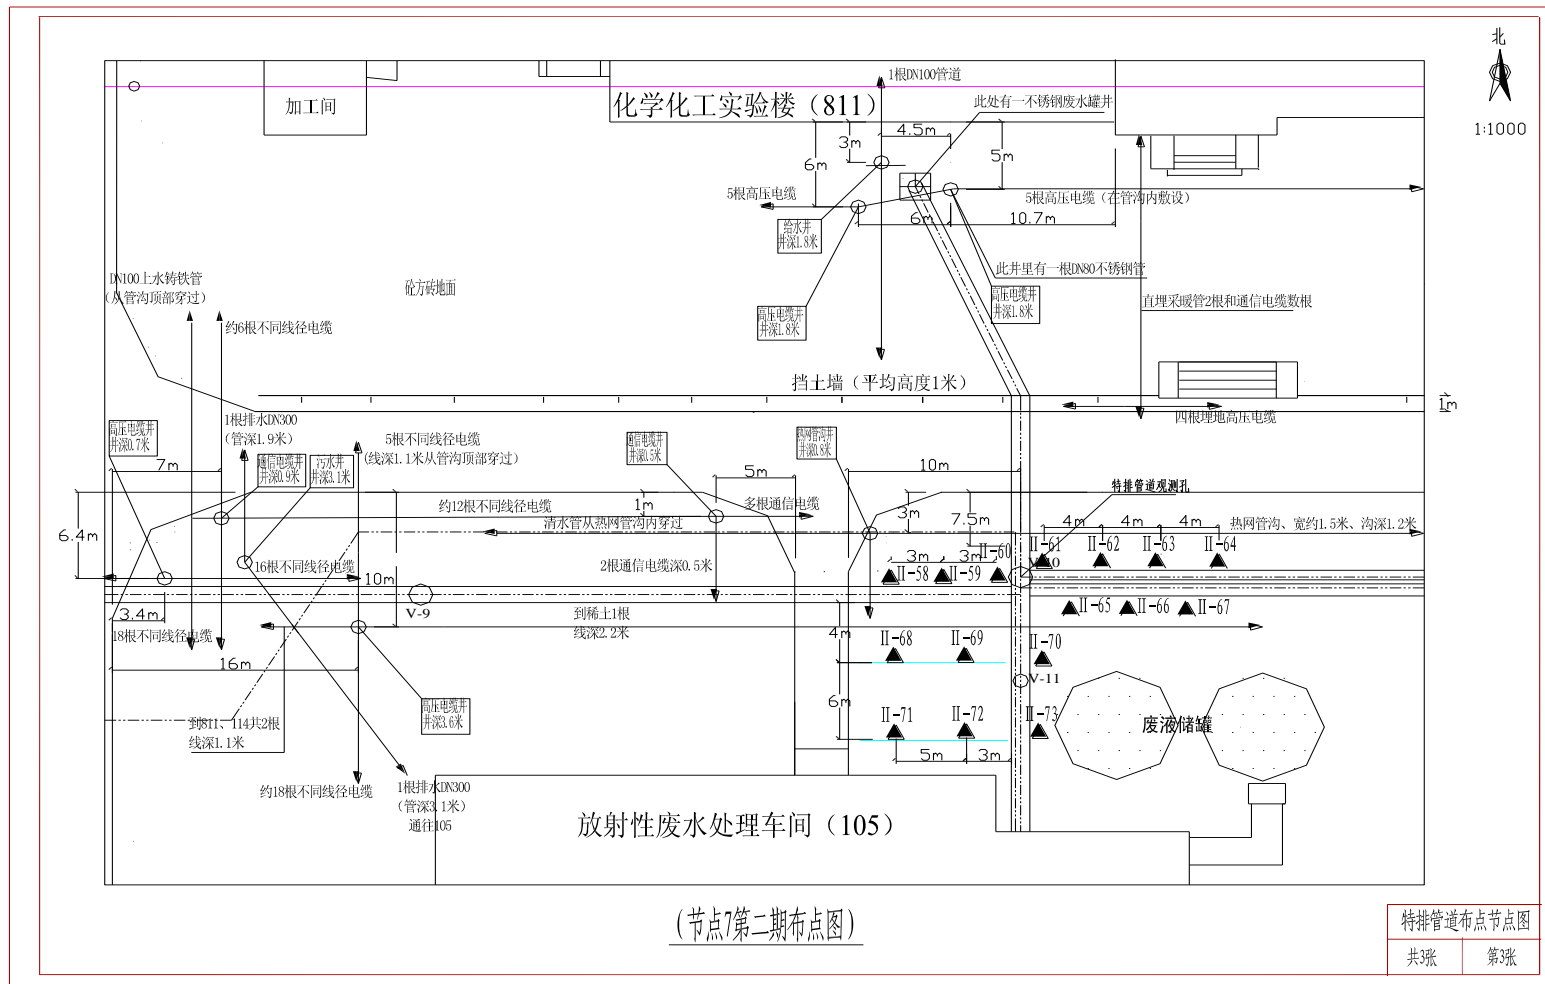 北
1:1000
1根DN100管道
加工间
化学化工实验楼（811）
此处有一不锈钢废水罐井
4.5m
3m
6m
5m
5根高压电缆
5根高压电缆（在管沟内敷设）
6m
10.7m
给水井
井深1.8米
此井里有一根DN80不锈钢管
DN100上水铸铁管
（从管沟顶部穿过）
砼方砖地面
高压电缆井
井深1.8米
高压电缆井
井深1.8米
直埋采暖管2根和通信电缆数根
约6根不同线径电缆
挡土墙（平均高度1米）
1m
四根埋地高压电缆
高压电缆井
井深0.7米
1根排水DN300
（管深1.9米）
5根不同线径电缆
（线深1.1米从管沟顶部穿过）
通信电缆井
井深0.5米
热网管沟井
井深0.8米
7m
通信电缆井
井深0.9米
污水井
井深3.1米
5m
10m
特排管道观测孔
约12根不同线径电缆
1m
多根通信电缆
3m
7.5m
清水管从热网管沟内穿过
4m
4m
4m
热网管沟、宽约1.5米、沟深1.2米
6.4m
Ⅱ-60
Ⅱ-61
Ⅱ-62
Ⅱ-63
Ⅱ-64
3m
3m
16根不同线径电缆
2根通信电缆深0.5米
Ⅱ-58
Ⅱ-59
V-10
10m
3.4m
V-9
到稀土1根
线深2.2米
Ⅱ-65
Ⅱ-66
Ⅱ-67
18根不同线径电缆
4m
Ⅱ-68
Ⅱ-69
Ⅱ-70
16m
V-11
6m
高压电缆井
井深3.6米
Ⅱ-71
Ⅱ-72
Ⅱ-73
废液储罐
到811、114共2根
线深1.1米
5m
3m
约18根不同线径电缆
1根排水DN300
（管深3.1米）
通往105
放射性废水处理车间（105）
（节点7第二期布点图）
特排管道布点节点图
共3张
第3张